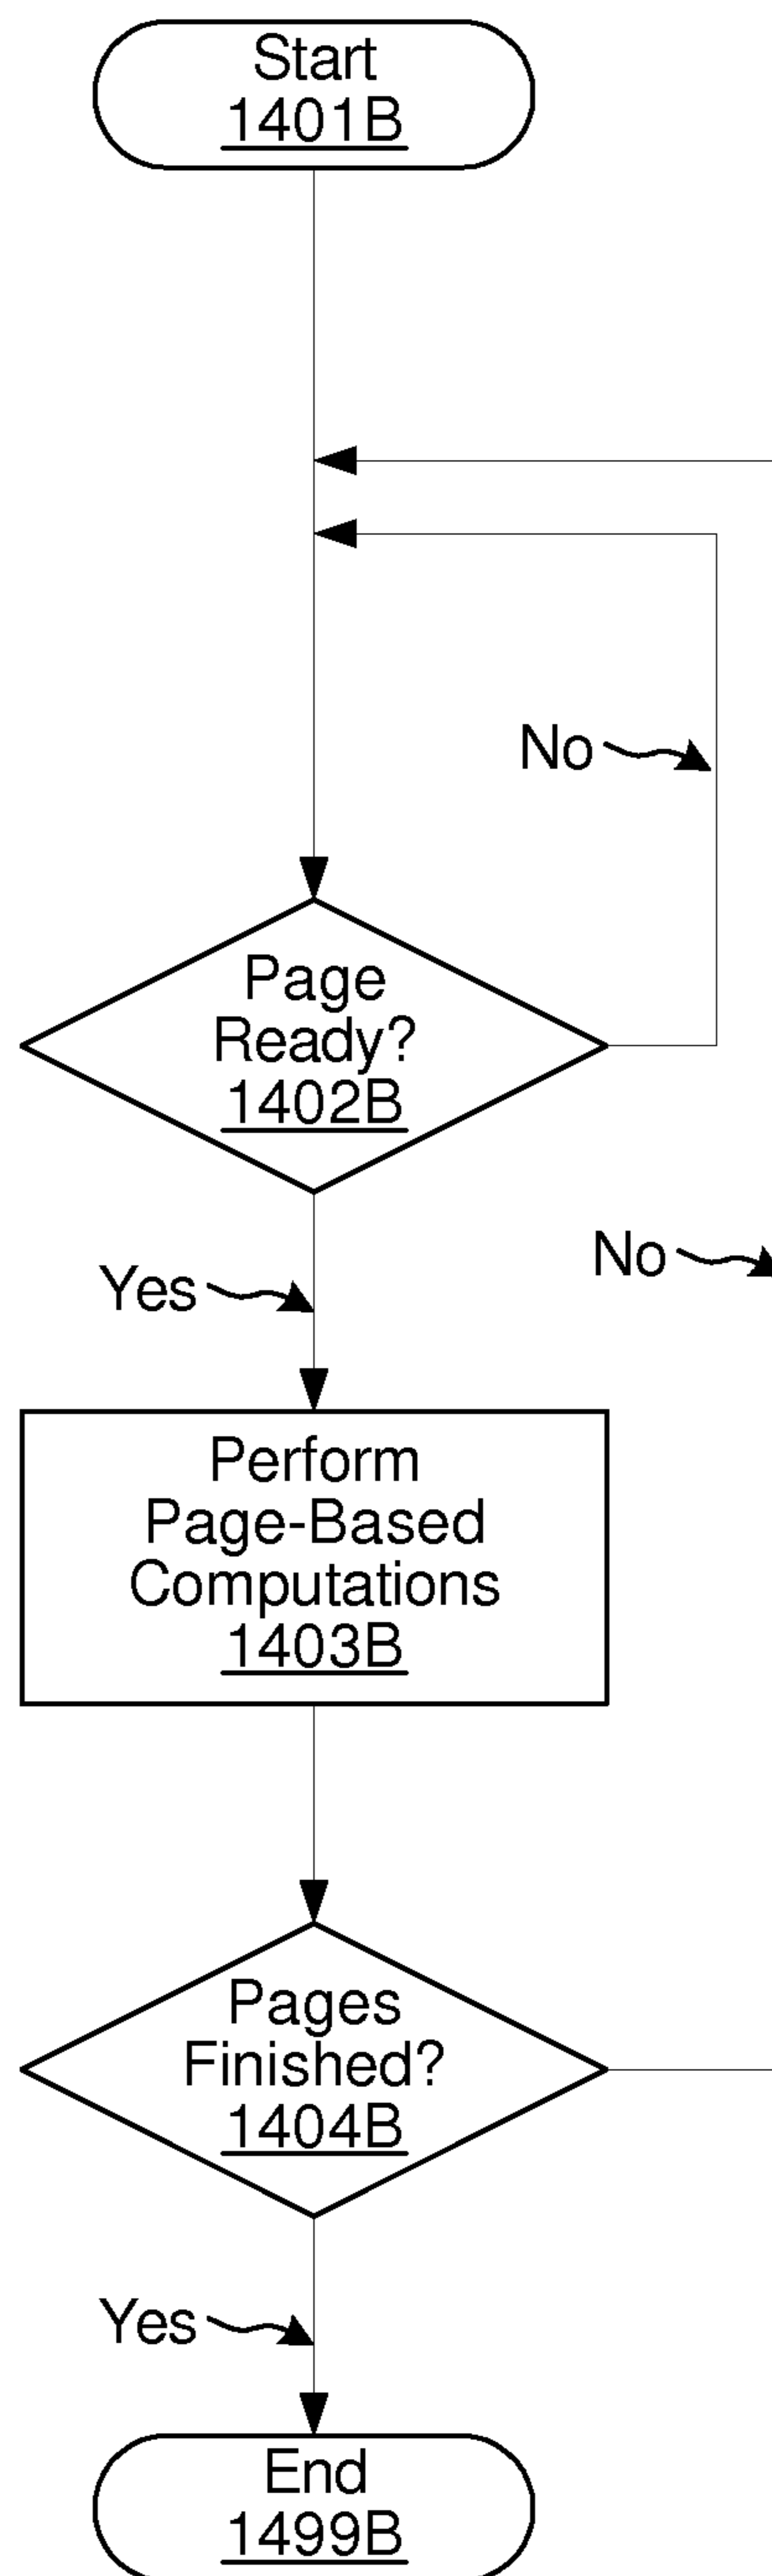 Start
1401B
No
Page
Ready?
1402B
No
Yes
Perform
Page-Based
Computations
1403B
Pages
Finished?
1404B
Yes
End
1499B